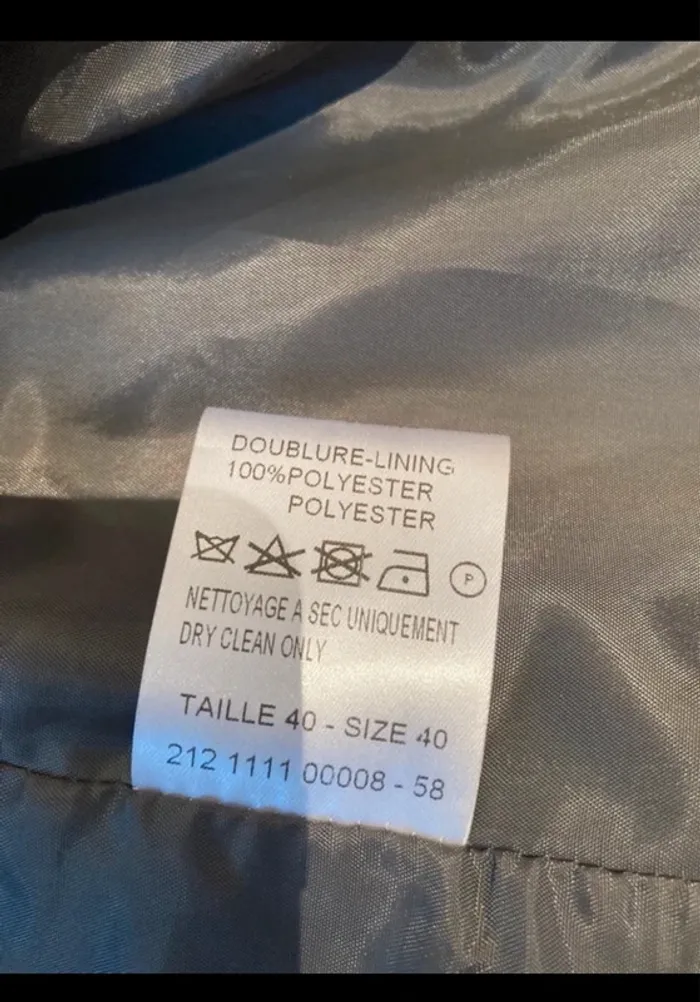 DOUBLURE-LINING
100%POLYESTER
POLYESTER
P
NETTOYAGE A SEC UNIQUEMENT
DRY CLEAN ONLY
TAILLE 40 - SIZE 40
212 1111 00008 - 58